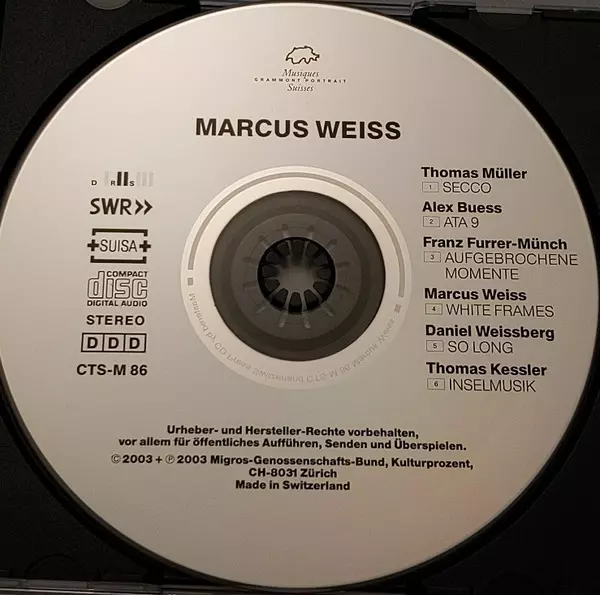 Musiques
GRAMMONT PORTRAIT
Suisses
MARCUS WEISS
D R S
SWR>>
+SUISA+
COMPACT
disc
DIGITAL AUDIO
STEREO
DDD
CTS-M 86
Thomas Müller
1 SECCO
Alex Buess
2 ATA 9
Franz Furrer-Münch
3 AUFGEBROCHENE
MOMENTE
Marcus Weiss
4 WHITE FRAMES
Daniel Weissberg
5 SO LONG
Thomas Kessler
6 INSELMUSIK
Urheber- und Hersteller-Rechte vorbehalten,
vor allem für öffentliches Aufführen, Senden und Überspielen.
© 2003 + ℗ 2003 Migros-Genossenschafts-Bund, Kulturprozent,
CH-8031 Zürich
Made in Switzerland